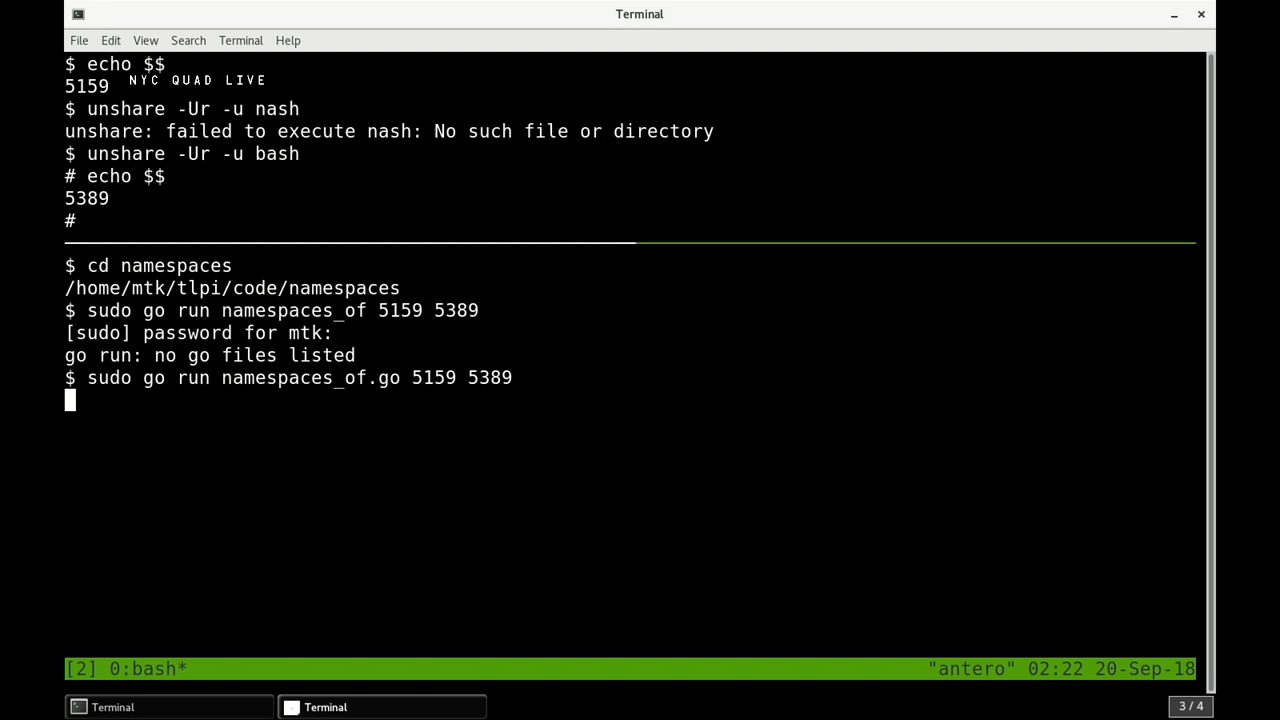 Terminal
File Edit View Search Terminal Help
$ echo $$
NYC QUAD LIVE
5159
$ unshare -Ur -u nash
unshare: failed to execute nash: No such file or directory
$ unshare -Ur -u bash
# echo $$
5389
#
$ cd namespaces
/home/mtk/tlpi/code/namespaces
$ sudo go run namespaces_of 5159 5389
[sudo] password for mtk:
go run: no go files listed
$ sudo go run namespaces_of.go 5159 5389
[2] 0:bash* "antero" 02:22 20-Sep-18
Terminal Terminal 3 / 4